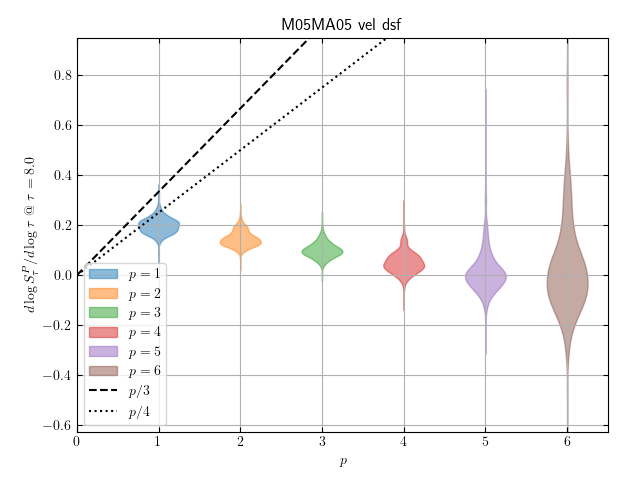 M05MA05 vel dsf
d log S_τ^P / d log τ @ τ = 8.0
0.8
0.6
0.4
0.2
0.0
−0.2
−0.4
−0.6
p = 1
p = 2
p = 3
p = 4
p = 5
p = 6
p/3
p/4
0 1 2 3 4 5 6
p